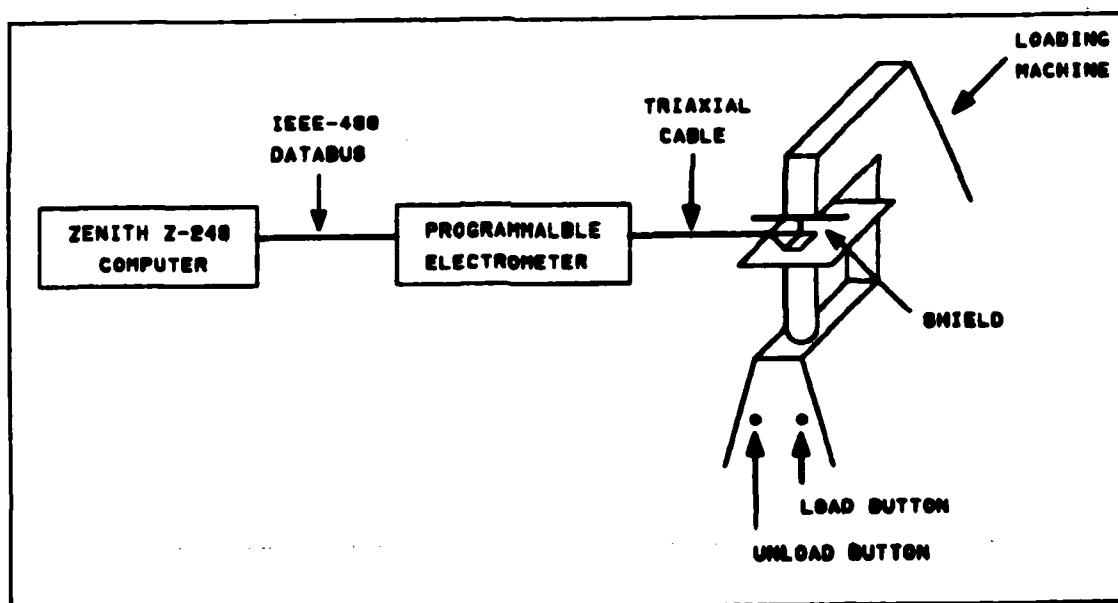 LOADING
MACHINE
TRIAXIAL
CABLE
IEEE-488
DATABUS
ZENITH Z-248
COMPUTER
PROGRAMMALBLE
ELECTROMETER
SHIELD
LOAD BUTTON
UNLOAD BUTTON